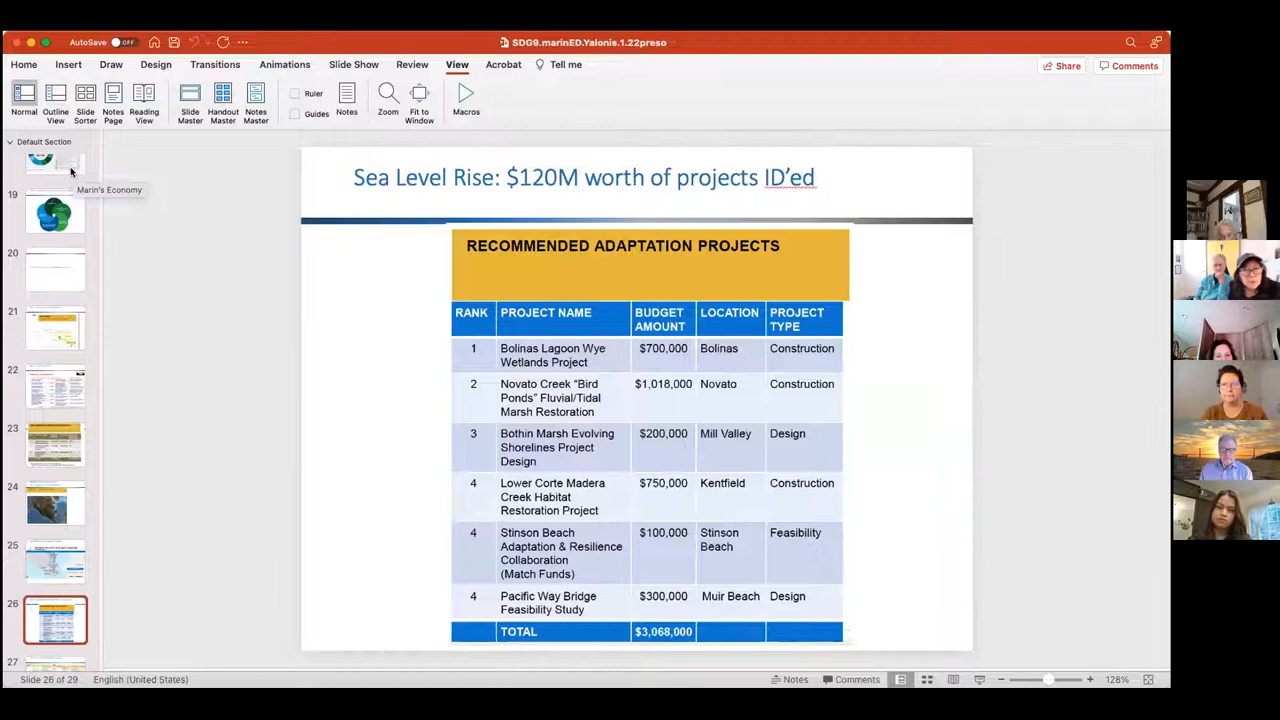 AutoSave OFF
SDG9.marinED.Yalonis.1.22preso
Home Insert Draw Design Transitions Animations Slide Show Review View Acrobat Tell me
Share Comments
Normal Outline View Slide Sorter Notes Page Reading View Slide Master Handout Master Notes Master Ruler Guides Notes Zoom Fit to Window Macros
Default Section
Marin's Economy
19
20
21
22
23
24
25
26
27
Sea Level Rise: $120M worth of projects ID'ed
RECOMMENDED ADAPTATION PROJECTS
RANK PROJECT NAME BUDGET AMOUNT LOCATION PROJECT TYPE
1 Bolinas Lagoon Wye Wetlands Project $700,000 Bolinas Construction
2 Novato Creek "Bird Ponds" Fluvial/Tidal Marsh Restoration $1,018,000 Novato Construction
3 Bothin Marsh Evolving Shorelines Project Design $200,000 Mill Valley Design
4 Lower Corte Madera Creek Habitat Restoration Project $750,000 Kentfield Construction
4 Stinson Beach Adaptation & Resilience Collaboration (Match Funds) $100,000 Stinson Beach Feasibility
4 Pacific Way Bridge Feasibility Study $300,000 Muir Beach Design
TOTAL $3,068,000
Slide 26 of 29 English (United States) Notes Comments 128%